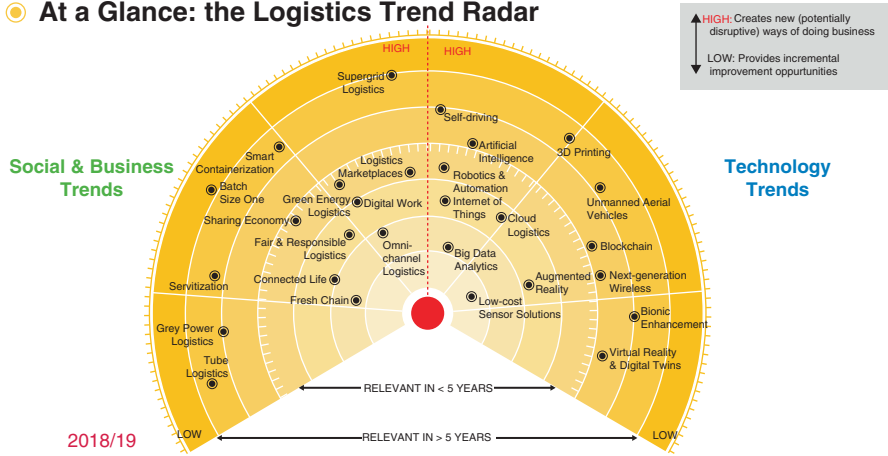 At a Glance: the Logistics Trend Radar
HIGH: Creates new (potentially
disruptive) ways of doing business
LOW: Provides incremental
improvement oppurtunities
HIGH
HIGH
Social & Business
Trends
Technology
Trends
Supergrid
Logistics
Self-driving
Artificial
Intelligence
3D Printing
Smart
Containerization
Logistics
Marketplaces
Robotics &
Automation
Batch
Size One
Green Energy
Logistics
Digital Work
Internet of
Things
Unmanned Aerial
Vehicles
Sharing Economy
Cloud
Logistics
Fair & Responsible
Logistics
Omni-
channel
Logistics
Big Data
Analytics
Blockchain
Servitization
Connected Life
Augmented
Reality
Next-generation
Wireless
Fresh Chain
Low-cost
Sensor Solutions
Bionic
Enhancement
Grey Power
Logistics
Tube
Logistics
Virtual Reality
& Digital Twins
RELEVANT IN < 5 YEARS
2018/19
LOW
RELEVANT IN > 5 YEARS
LOW